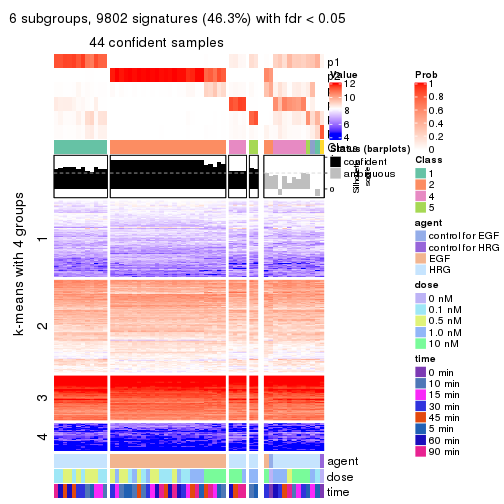 6 subgroups, 9802 signatures (46.3%) with fdr < 0.05
44 confident samples
p1
Value
12
10
8
6
4
Prob
1
0.8
0.6
0.4
0.2
0
Status (barplots)
confident
ambiguous
Class
1
2
4
5
agent
control for EGF
control for HRG
EGF
HRG
dose
0 nM
0.1 nM
0.5 nM
1.0 nM
10 nM
time
0 min
10 min
15 min
30 min
45 min
5 min
60 min
90 min
k-means with 4 groups
1
2
3
4
agent
dose
time